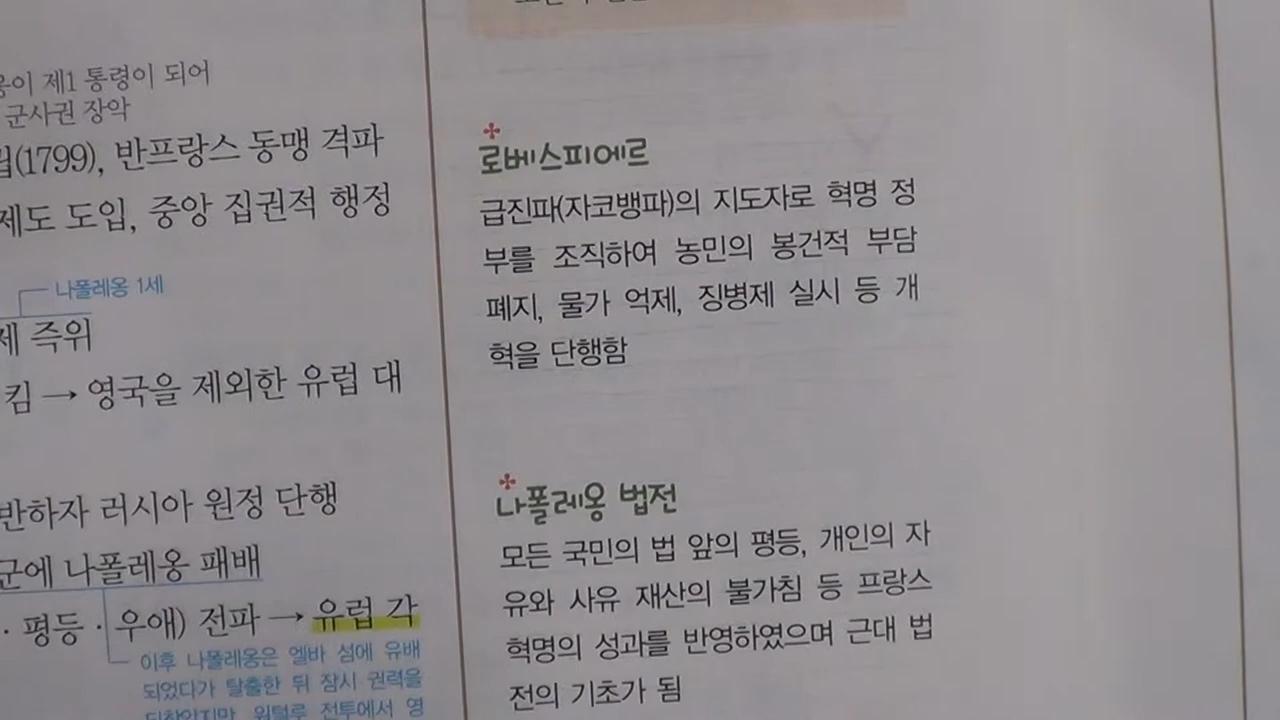 이 제1 통령이 되어
군사권 장악
(1799), 반프랑스 동맹 격파
제도 도입, 중앙 집권적 행정
나폴레옹 1세
제 즉위
킴 → 영국을 제외한 유럽 대
반하자 러시아 원정 단행
군에 나폴레옹 패배
· 평등 · 우애) 전파 → 유럽 각
이후 나폴레옹은 엘바 섬에 유배
되었다가 탈출한 뒤 잠시 권력을
로베스피에르
급진파(자코뱅파)의 지도자로 혁명 정
부를 조직하여 농민의 봉건적 부담
폐지, 물가 억제, 징병제 실시 등 개
혁을 단행함
나폴레옹 법전
모든 국민의 법 앞의 평등, 개인의 자
유와 사유 재산의 불가침 등 프랑스
혁명의 성과를 반영하였으며 근대 법
전의 기초가 됨